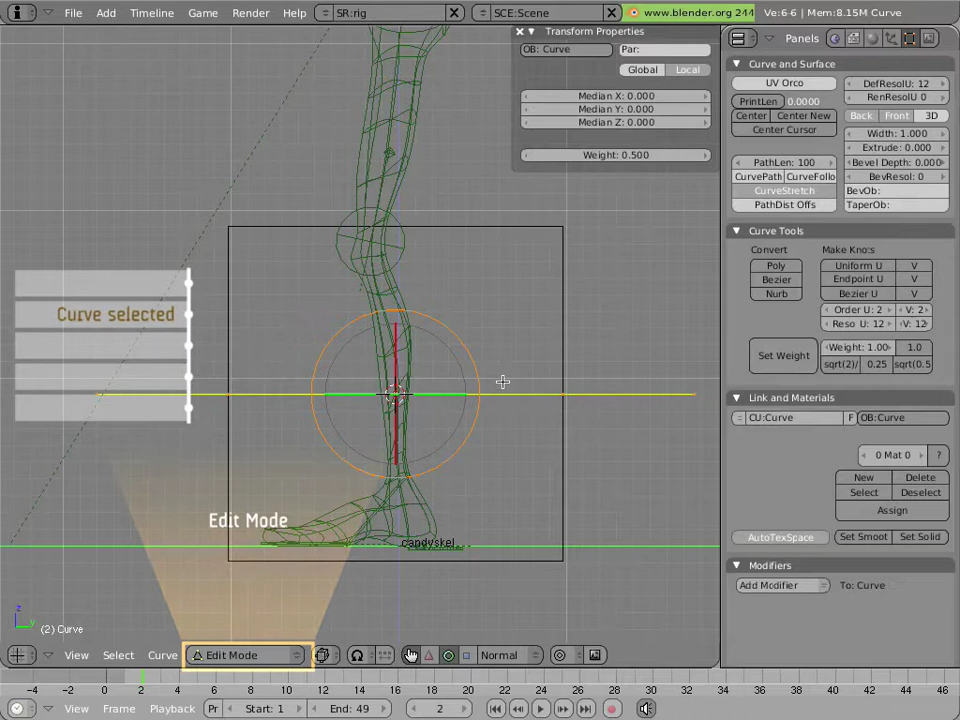 File Add Timeline Game Render Help SR:rig SCE:Scene www.blender.org 244 Ve:6-6 | Mem:8.15M Curve
Transform Properties
OB: Curve Par:
Global Local
Median X: 0.000
Median Y: 0.000
Median Z: 0.000
Weight: 0.500
Panels
Curve and Surface
UV Orco DefResolU: 12
PrintLen 0.0000 RenResolU 0
Center Center New Back Front 3D
Center Cursor
Width: 1.000
Extrude: 0.000
PathLen: 100 Bevel Depth: 0.000
CurvePath CurveFollo BevResol: 0
CurveStretch BevOb:
PathDist Offs TaperOb:
Curve Tools
Convert Make Knots
Poly Uniform U V
Bezier Endpoint U V
Nurb Bezier U V
Order U: 2 V: 2
Reso U: 12 V: 12
Set Weight Weight: 1.00 1.0
sqrt(2)/ 0.25 sqrt(0.5
Link and Materials
CU:Curve F OB:Curve
0 Mat 0 ?
New Delete
Select Deselect
Assign
AutoTexSpace Set Smoot Set Solid
Modifiers
Add Modifier To: Curve
Curve selected
Edit Mode
candyskel
z
y
(2) Curve
View Select Curve Edit Mode Normal
-4 -2 0 2 4 6 8 10 12 14 16 18 20 22 24 26 28 30 32 34 36 38 40 42 44 46
View Frame Playback Pr Start: 1 End: 49 2